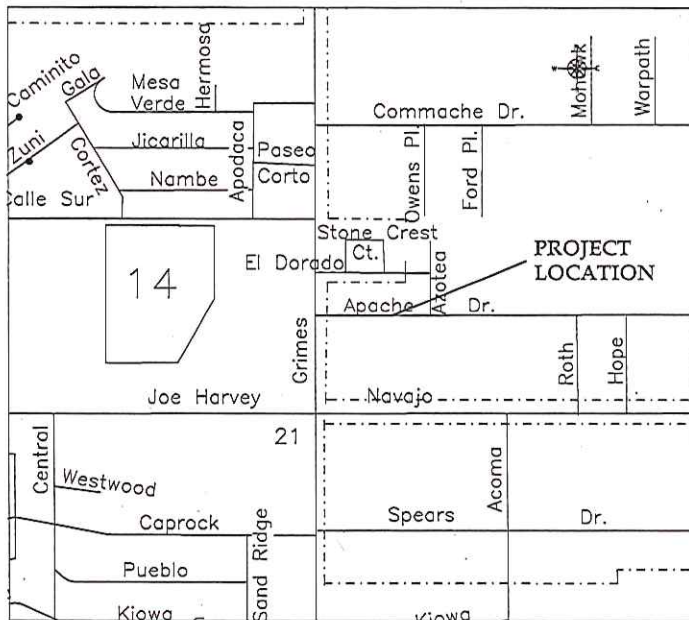 Caminito
Gala
Mesa
Verde
Hermosa
Zuni
Cortez
Jicarilla
Apodaca
Paseo
Nambe
Corto
Calle Sur
Commache Dr.
Mohawk
Warpath
Owens Pl.
Ford Pl.
Stone Crest
Ct.
El Dorado
Azotea
PROJECT
LOCATION
14
Apache Dr.
Grimes
Roth
Hope
Joe Harvey
Navajo
21
Central
Westwood
Acoma
Caprock
Sand Ridge
Spears Dr.
Pueblo
Kiowa
Kiowa